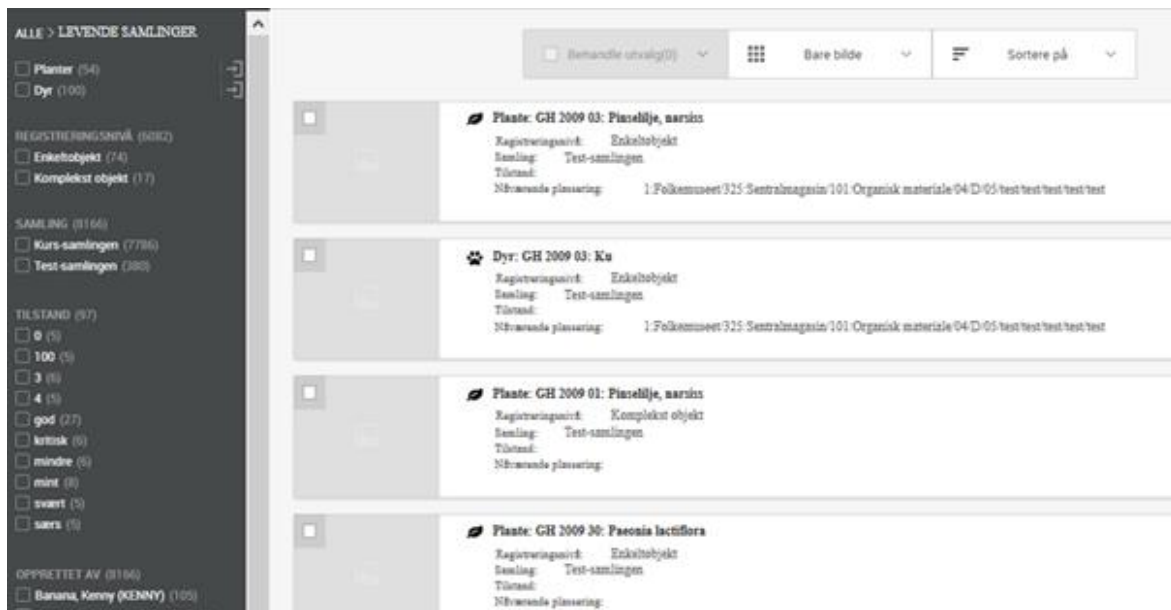 ALLE > LEVENDE SAMLINGER
Planter (54)
Dyr (100)
REGISTRERINGSNIVÅ (6082)
Enkeltobjekt (74)
Komplekst objekt (17)
SAMLING (8166)
Kurs-samlingen (7786)
Test-samlingen (380)
TILSTAND (97)
0 (5)
100 (5)
3 (6)
4 (5)
god (27)
kritisk (6)
mindre (6)
mint (8)
svært (5)
særs (5)
OPPRETTET AV (8166)
Banana, Kenny (KENNY) (105)
Behandle utvalg(0)
Bare bilde
Sortere på
Plante: GH 2009 03: Pinselilje, narsiss
Registreringsnivå: Enkeltobjekt
Samling: Test-samlingen
Tilstand:
Nåværende plassering: 1:Folkemuseet/325:Sentralmagasin/101:Organisk materiale/04/D/05/test/test/test/test/test
Dyr: GH 2009 03: Ku
Registreringsnivå: Enkeltobjekt
Samling: Test-samlingen
Tilstand:
Nåværende plassering: 1:Folkemuseet/325:Sentralmagasin/101:Organisk materiale/04/D/05/test/test/test/test/test
Plante: GH 2009 01: Pinselilje, narsiss
Registreringsnivå: Komplekst objekt
Samling: Test-samlingen
Tilstand:
Nåværende plassering:
Plante: GH 2009 30: Paeonia lactiflora
Registreringsnivå: Enkeltobjekt
Samling: Test-samlingen
Tilstand:
Nåværende plassering: